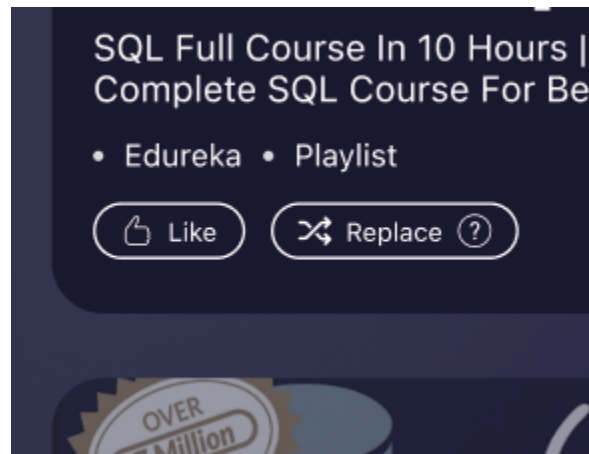 SQL Full Course In 10 Hours |
Complete SQL Course For Be
• Edureka • Playlist
Like
Replace ?
OVER
Million